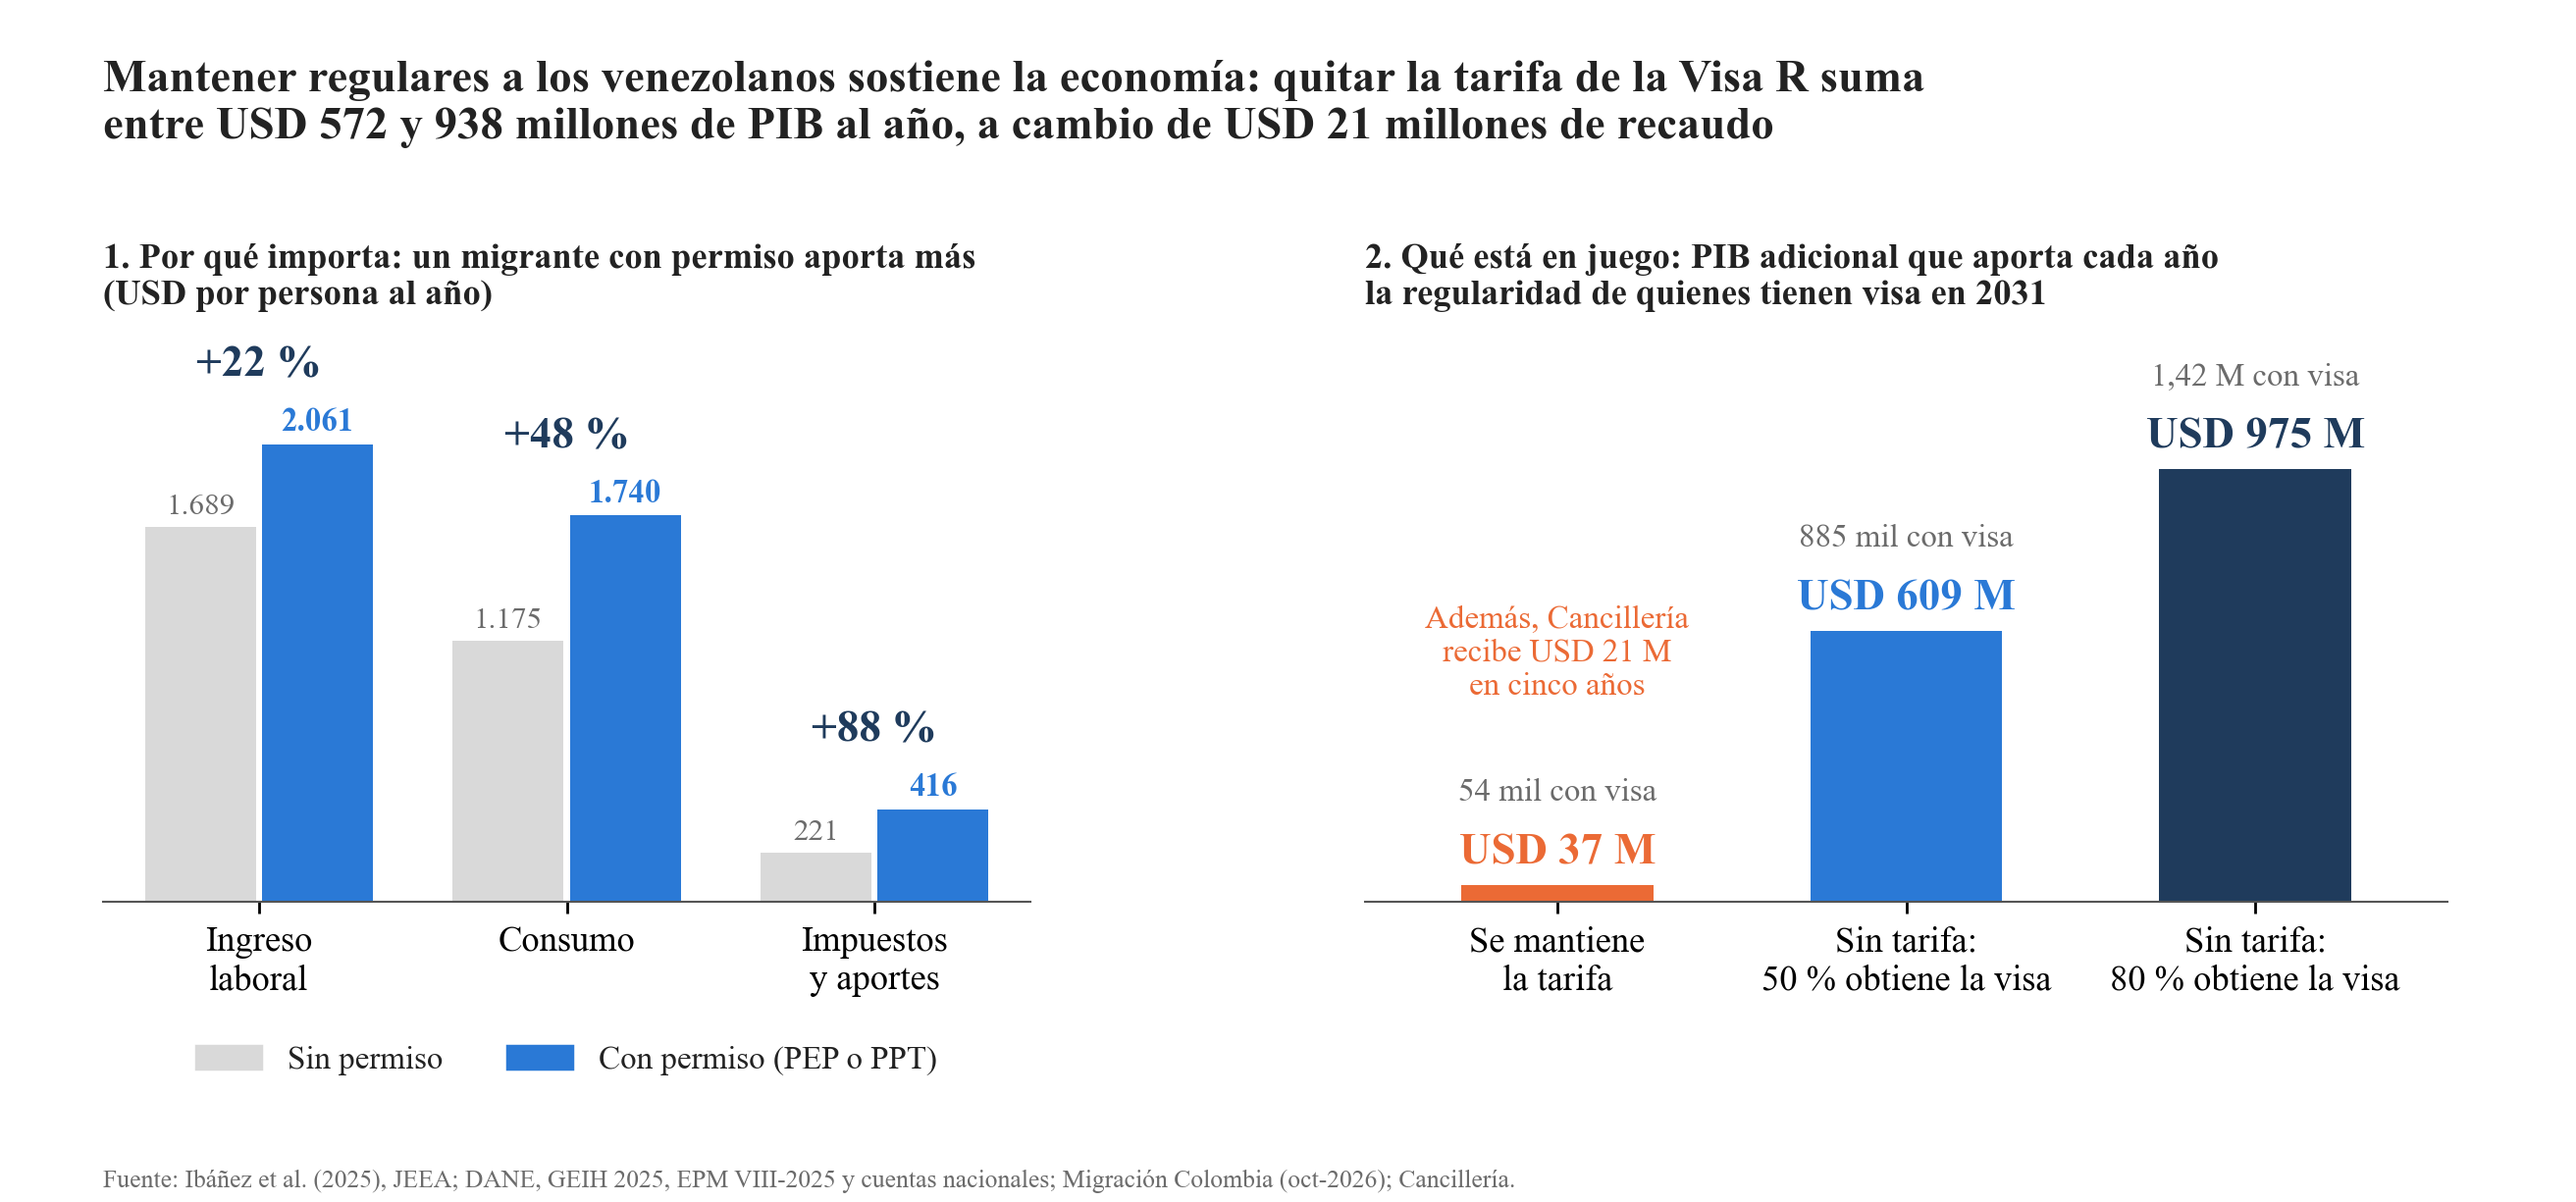 Mantener regulares a los venezolanos sostiene la economía: quitar la tarifa de la Visa R suma
entre USD 572 y 938 millones de PIB al año, a cambio de USD 21 millones de recaudo
1. Por qué importa: un migrante con permiso aporta más
(USD por persona al año)
+22 %
2.061
1.689
+48 %
1.740
1.175
+88 %
416
221
Ingreso
laboral
Consumo
Impuestos
y aportes
Sin permiso
Con permiso (PEP o PPT)
2. Qué está en juego: PIB adicional que aporta cada año
la regularidad de quienes tienen visa en 2031
Además, Cancillería
recibe USD 21 M
en cinco años
54 mil con visa
USD 37 M
885 mil con visa
USD 609 M
1,42 M con visa
USD 975 M
Se mantiene
la tarifa
Sin tarifa:
50 % obtiene la visa
Sin tarifa:
80 % obtiene la visa
Fuente: Ibáñez et al. (2025), JEEA; DANE, GEIH 2025, EPM VIII-2025 y cuentas nacionales; Migración Colombia (oct-2026); Cancillería.